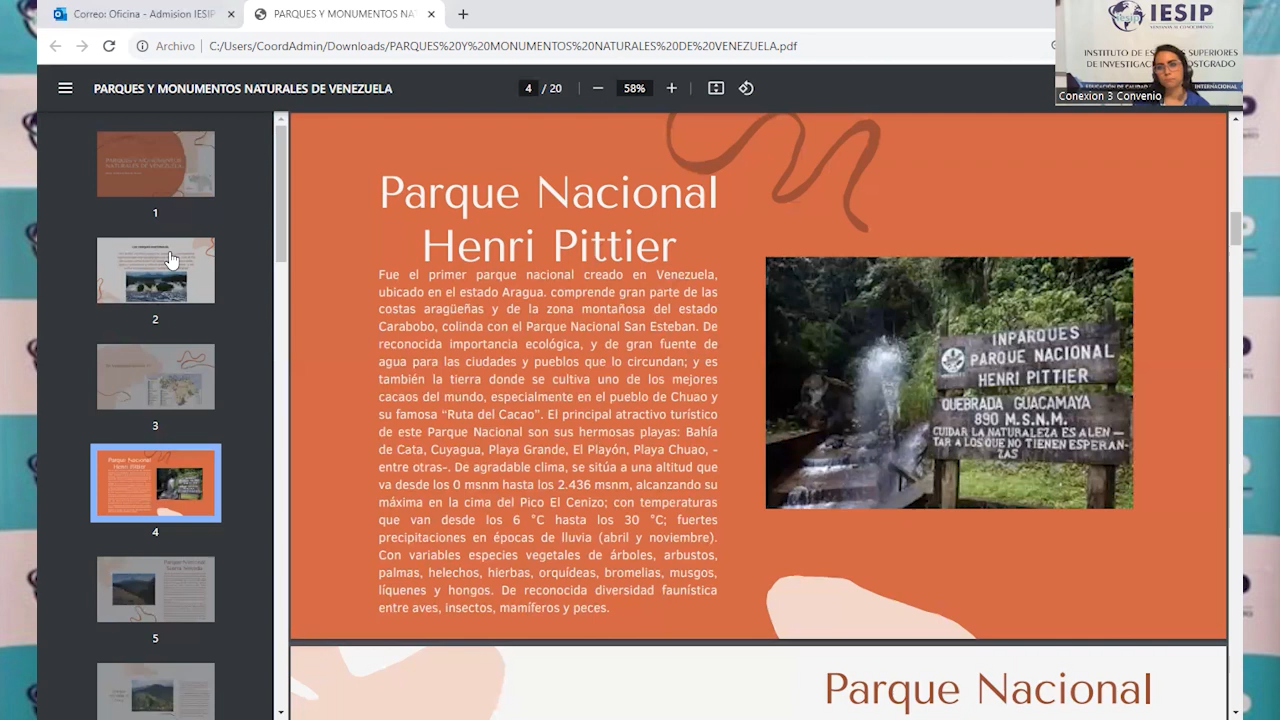 Correo: Oficina - Admision IESIP
PARQUES Y MONUMENTOS NA
Archivo
C:/Users/CoordAdmin/Downloads/PARQUES%20Y%20MONUMENTOS%20NATURALES%20DE%20VENEZUELA.pdf
PARQUES Y MONUMENTOS NATURALES DE VENEZUELA
4 / 20
58%
IESIP
INSTITUTO DE
SUPERIORES
DE INVESTIGAC
OSTGRADO
INTERNACIONAL
Conexion 3 Convenio
1
2
3
Parque Nacional
Henri Pittier
4
5
Parque Nacional
Henri Pittier
Fue el primer parque nacional creado en Venezuela,
ubicado en el estado Aragua. comprende gran parte de las
costas aragüeñas y de la zona montañosa del estado
Carabobo, colinda con el Parque Nacional San Esteban. De
reconocida importancia ecológica, y de gran fuente de
agua para las ciudades y pueblos que lo circundan; y es
también la tierra donde se cultiva uno de los mejores
cacaos del mundo, especialmente en el pueblo de Chuao y
su famosa “Ruta del Cacao”. El principal atractivo turístico
de este Parque Nacional son sus hermosas playas: Bahía
de Cata, Cuyagua, Playa Grande, El Playón, Playa Chuao, -
entre otras-. De agradable clima, se sitúa a una altitud que
va desde los 0 msnm hasta los 2.436 msnm, alcanzando su
máxima en la cima del Pico El Cenizo; con temperaturas
que van desde los 6 °C hasta los 30 °C; fuertes
precipitaciones en épocas de lluvia (abril y noviembre).
Con variables especies vegetales de árboles, arbustos,
palmas, helechos, hierbas, orquídeas, bromelias, musgos,
líquenes y hongos. De reconocida diversidad faunística
entre aves, insectos, mamíferos y peces.
INPARQUES
PARQUE NACIONAL
HENRI PITTIER
QUEBRADA GUACAMAYA
890 M.S.N.M.
CUIDAR LA NATURALEZA ES ALEN-
TAR A LOS QUE NO TIENEN ESPERAN-
ZAS
Parque Nacional